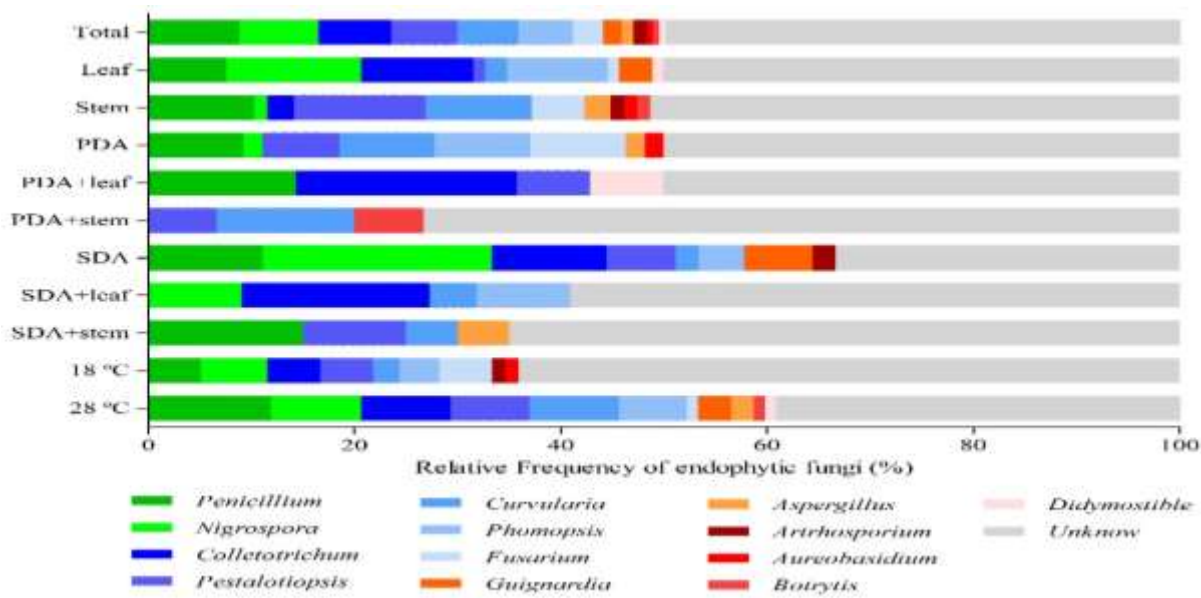 Total
Leaf
Stem
PDA
PDA+leaf
PDA+stem
SDA
SDA+leaf
SDA+stem
18 ºC
28 ºC
0 20 40 60 80 100
Relative Frequency of endophytic fungi (%)
Penicillium Curvularia Aspergillus Didymostible
Nigrospora Phomopsis Artrhosporium Unknow
Colletotrichum Fusarium Aureobasidium
Pestalotiopsis Guignardia Botrytis